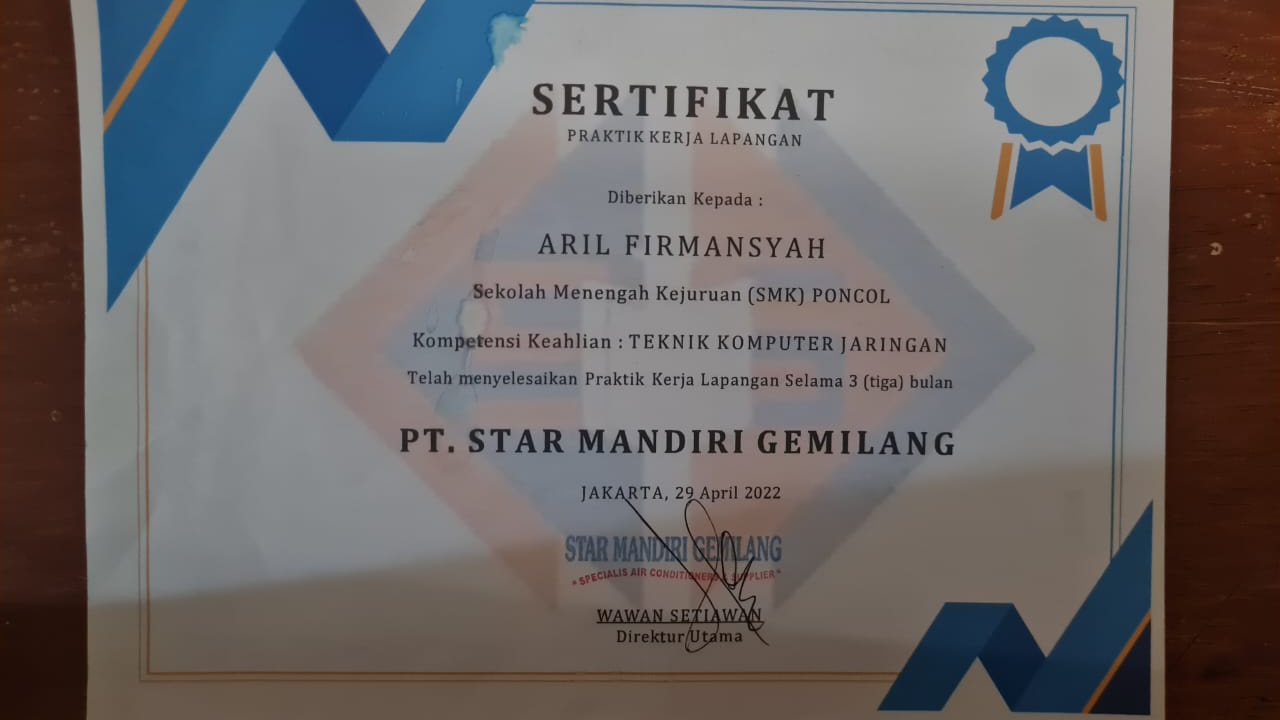 SERTIFIKAT
PRAKTIK KERJA LAPANGAN
Diberikan Kepada :
ARIL FIRMANSYAH
Sekolah Menengah Kejuruan (SMK) PONCOL
Kompetensi Keahlian : TEKNIK KOMPUTER JARINGAN
Telah menyelesaikan Praktik Kerja Lapangan Selama 3 (tiga) bulan
PT. STAR MANDIRI GEMILANG
JAKARTA, 29 April 2022
STAR MANDIRI GEMILANG
* SPECIALIS AIR CONDITIONERS & SUPPLIER *
WAWAN SETIAWAN
Direktur Utama